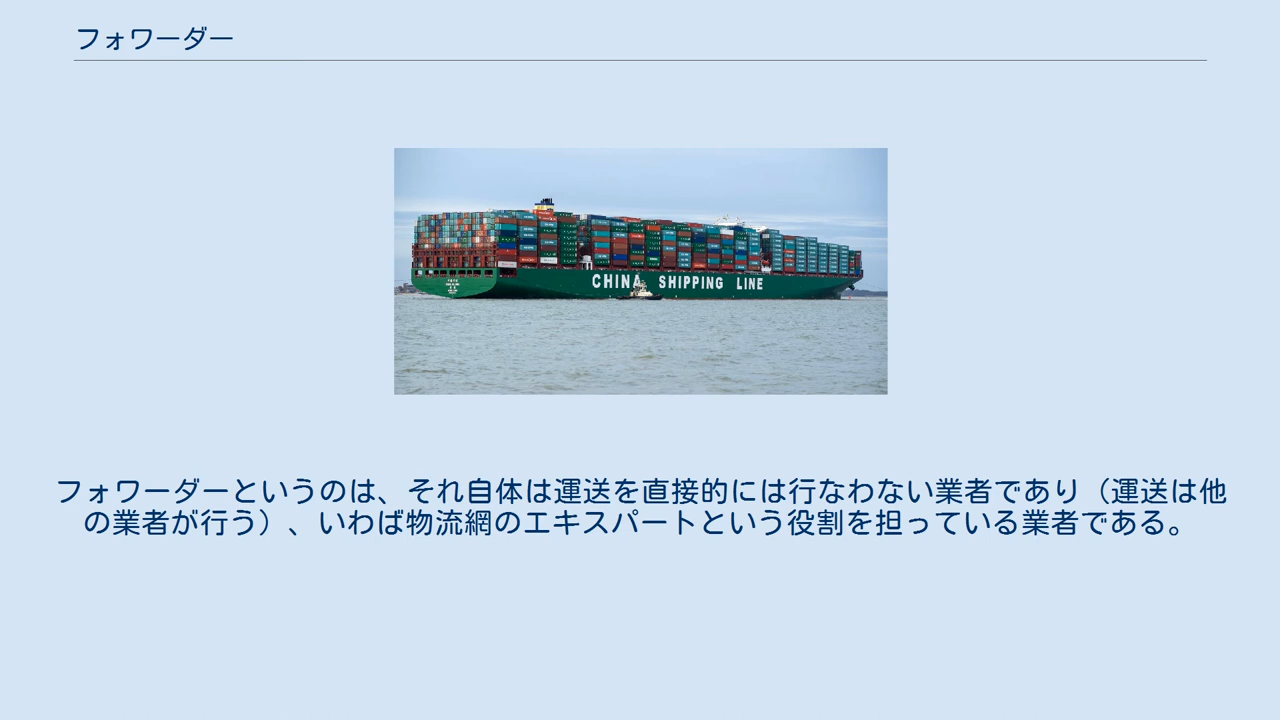 フォワーダー
CHINA SHIPPING LINE
フォワーダーというのは、それ自体は運送を直接的には行なわない業者であり（運送は他
の業者が行う）、いわば物流網のエキスパートという役割を担っている業者である。